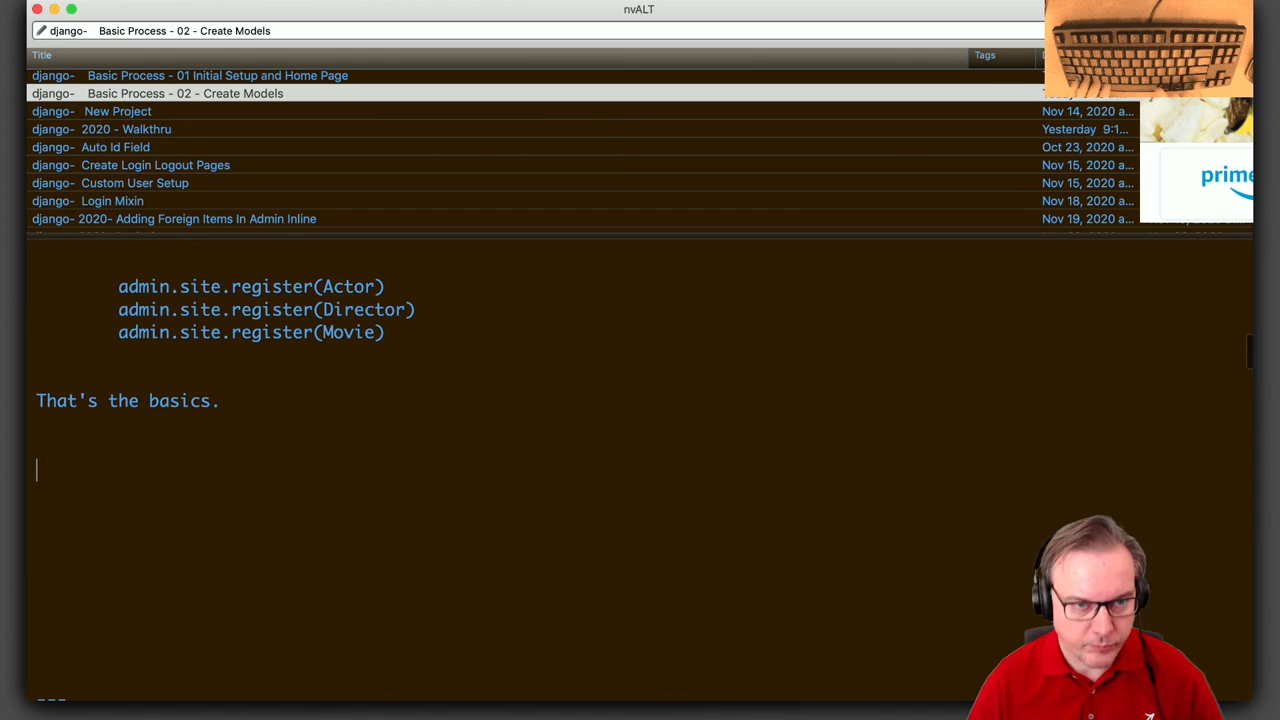 nvALT
django-   Basic Process - 02 - Create Models
Title
Tags
django-   Basic Process - 01 Initial Setup and Home Page
django-   Basic Process - 02 - Create Models
django-  New Project
Nov 14, 2020 a...
django-  2020 - Walkthru
Yesterday  9:1...
django-  Auto Id Field
Oct 23, 2020 a...
django-  Create Login Logout Pages
Nov 15, 2020 a...
django-  Custom User Setup
Nov 15, 2020 a...
django-  Login Mixin
Nov 18, 2020 a...
django- 2020- Adding Foreign Items In Admin Inline
Nov 19, 2020 a...
prime
admin.site.register(Actor)
admin.site.register(Director)
admin.site.register(Movie)
That's the basics.
---